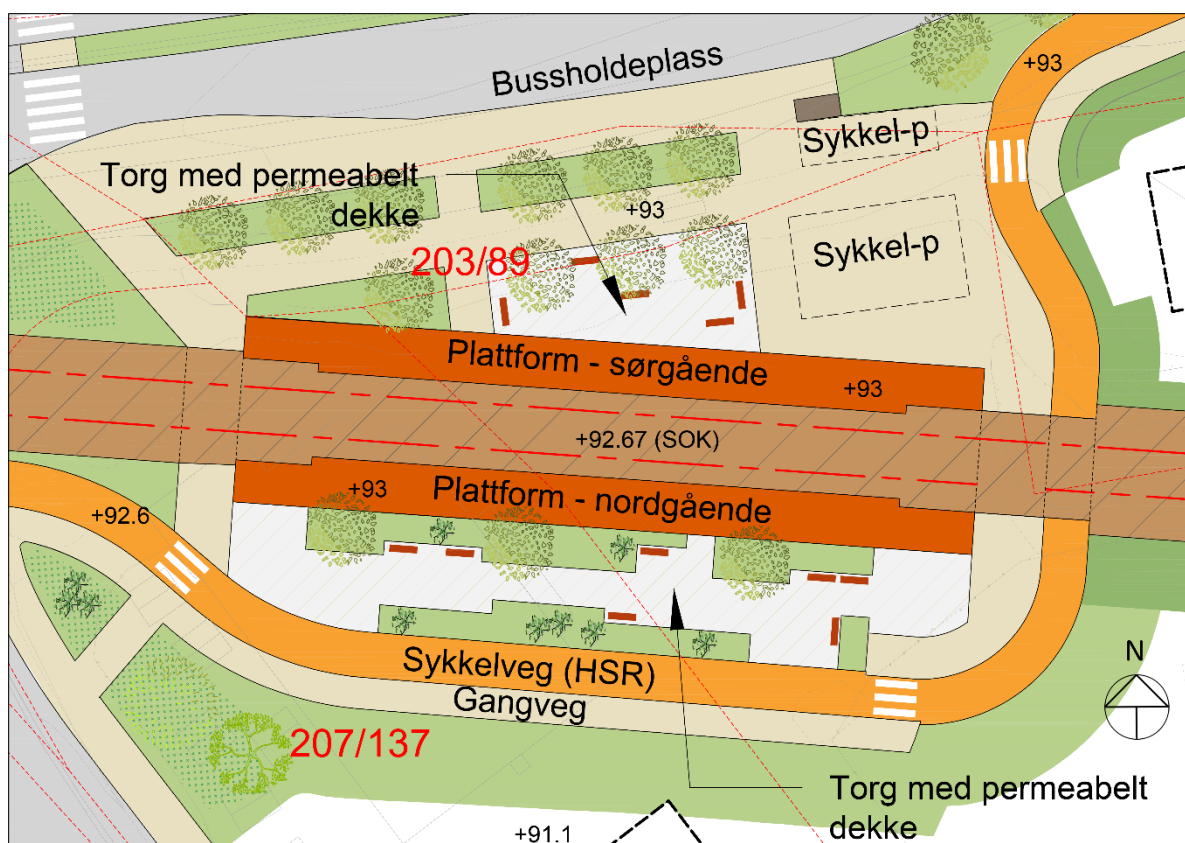 +93
Bussholdeplass
Sykkel-p
Torg med permeabelt
dekke
+93
203/89
Sykkel-p
Plattform - sørgående
+93
+92.67 (SOK)
Plattform - nordgående
+93
+92.6
N
Sykkelveg (HSR)
Gangveg
207/137
Torg med permeabelt
dekke
+91.1